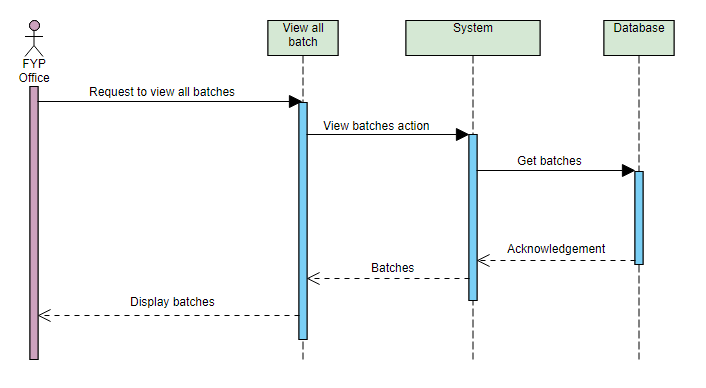 FYP
Office
View all
batch
System
Database
Request to view all batches
View batches action
Get batches
Acknowledgement
Batches
Display batches